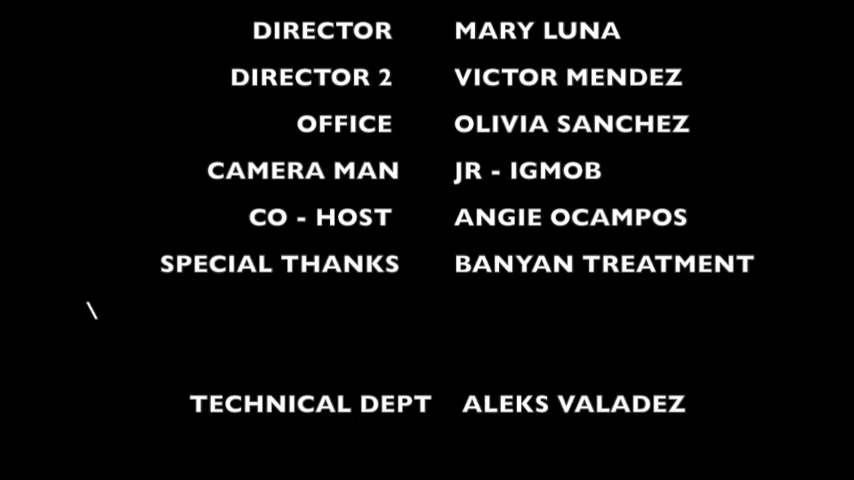 DIRECTOR MARY LUNA
DIRECTOR 2 VICTOR MENDEZ
OFFICE OLIVIA SANCHEZ
CAMERA MAN JR - IGMOB
CO - HOST ANGIE OCAMPOS
SPECIAL THANKS BANYAN TREATMENT
\
TECHNICAL DEPT ALEKS VALADEZ